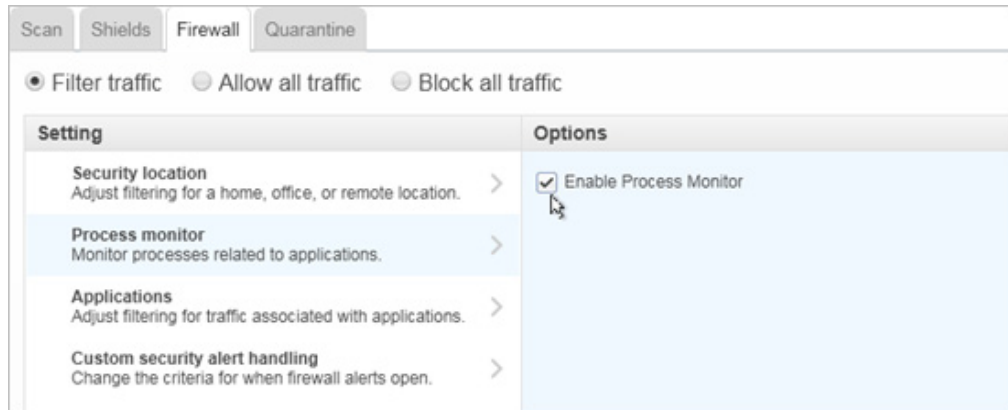 Scan Shields Firewall Quarantine
Filter traffic Allow all traffic Block all traffic
Setting Options
Security location
Adjust filtering for a home, office, or remote location.
Enable Process Monitor
Process monitor
Monitor processes related to applications.
Applications
Adjust filtering for traffic associated with applications.
Custom security alert handling
Change the criteria for when firewall alerts open.